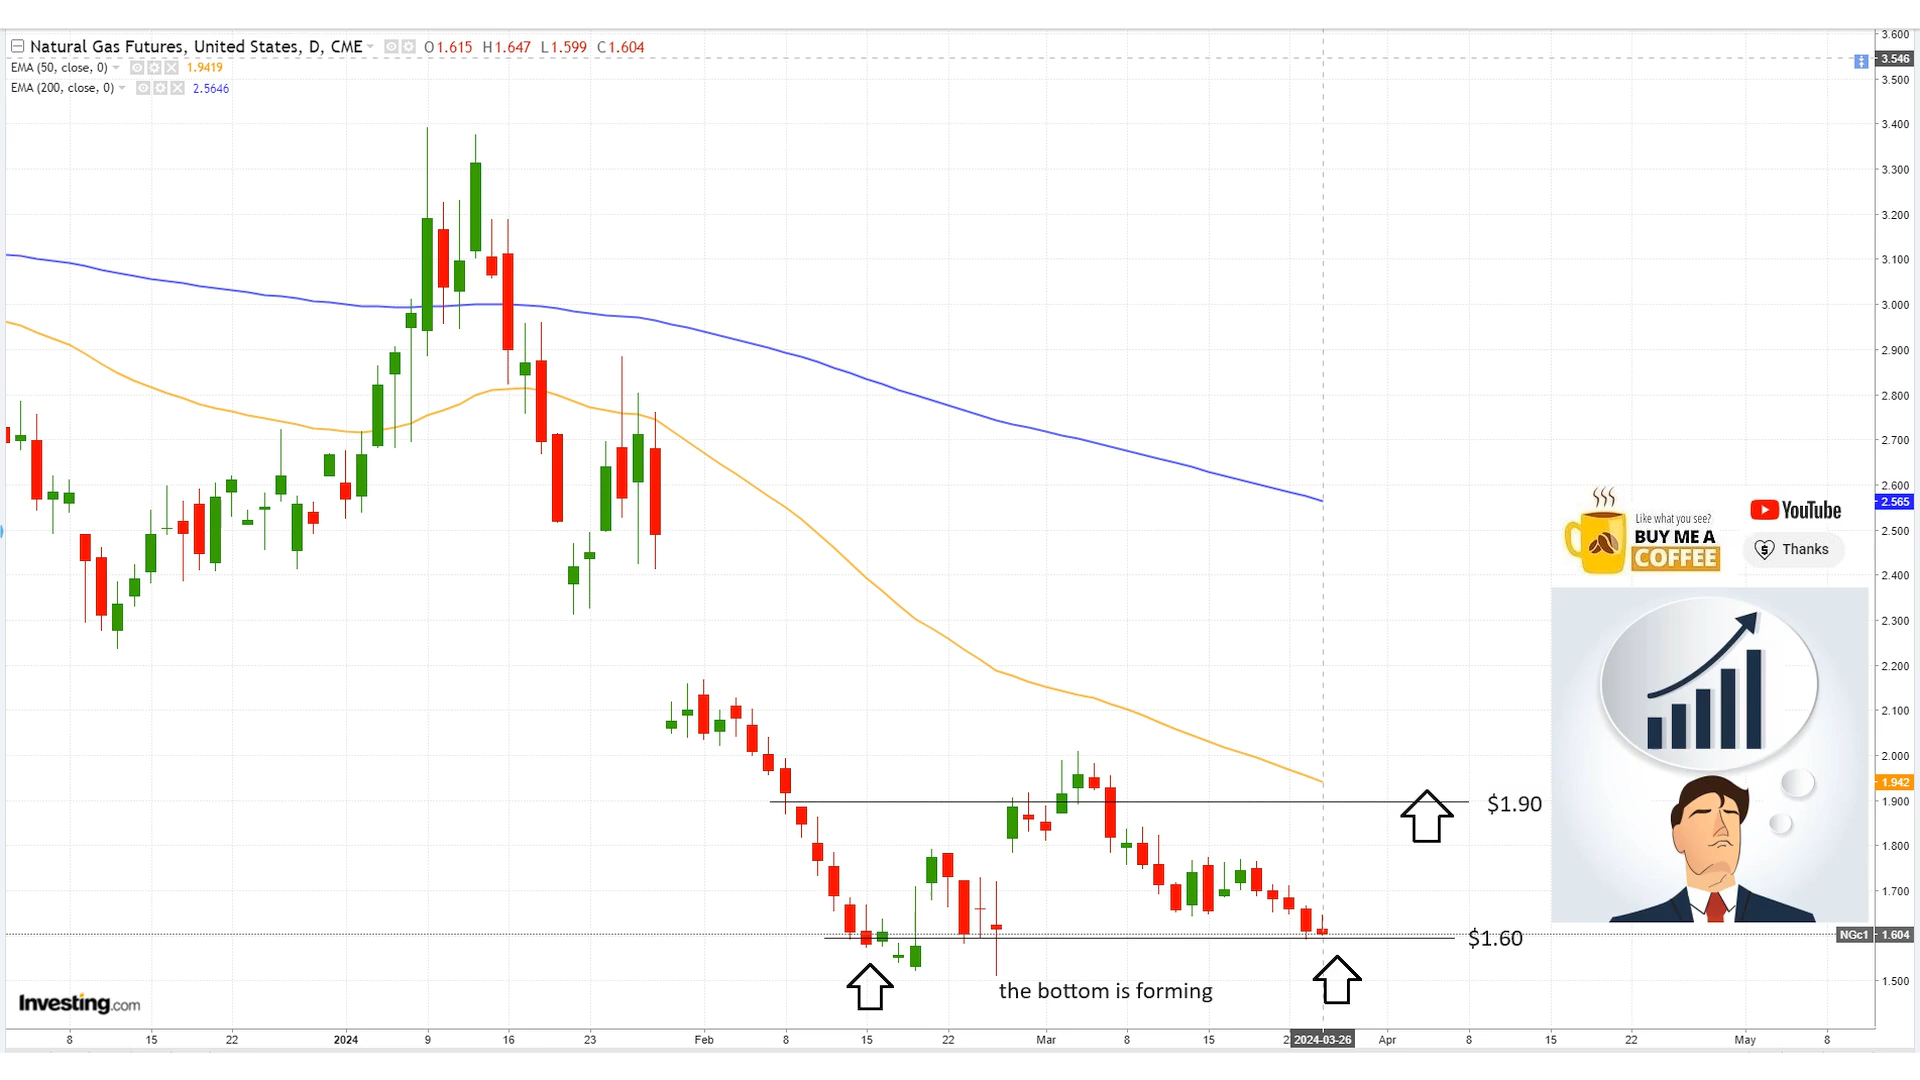 Natural Gas Futures, United States, D, CME O1.615 H1.647 L1.599 C1.604
EMA (50, close, 0) 1.9419
EMA (200, close, 0) 2.5646
3.600
3.546
3.500
3.400
3.300
3.200
3.100
3.000
2.900
2.800
2.700
2.600
2.565
2.500
2.400
2.300
2.200
2.100
2.000
1.942
1.900
1.800
1.700
NGc1 1.604
1.500
Like what you see?
BUY ME A
COFFEE
YouTube
Thanks
$1.90
$1.60
the bottom is forming
Investing.com
8 15 22 2024 9 16 23 Feb 8 15 22 Mar 8 15 2 2024-03-26 Apr 8 15 22 May 8